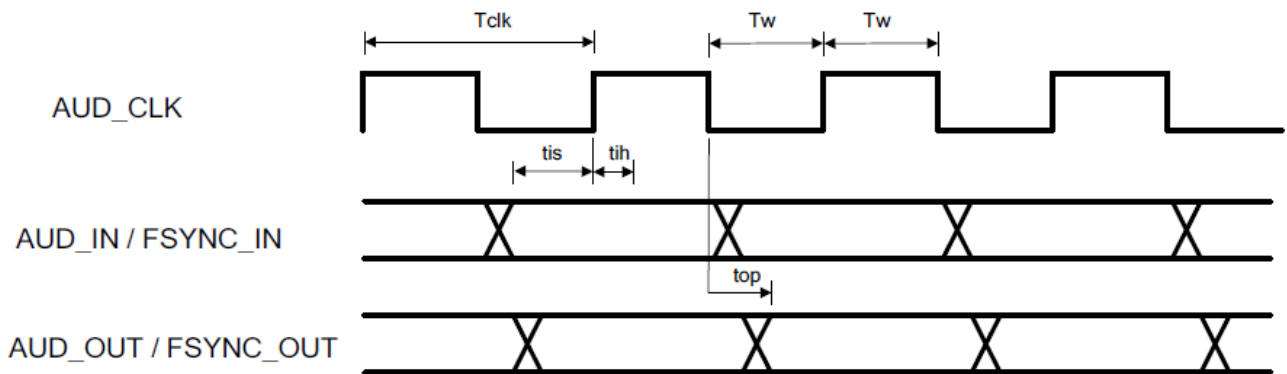 Tclk Tw Tw
AUD_CLK
tis tih
AUD_IN / FSYNC_IN
top
AUD_OUT / FSYNC_OUT